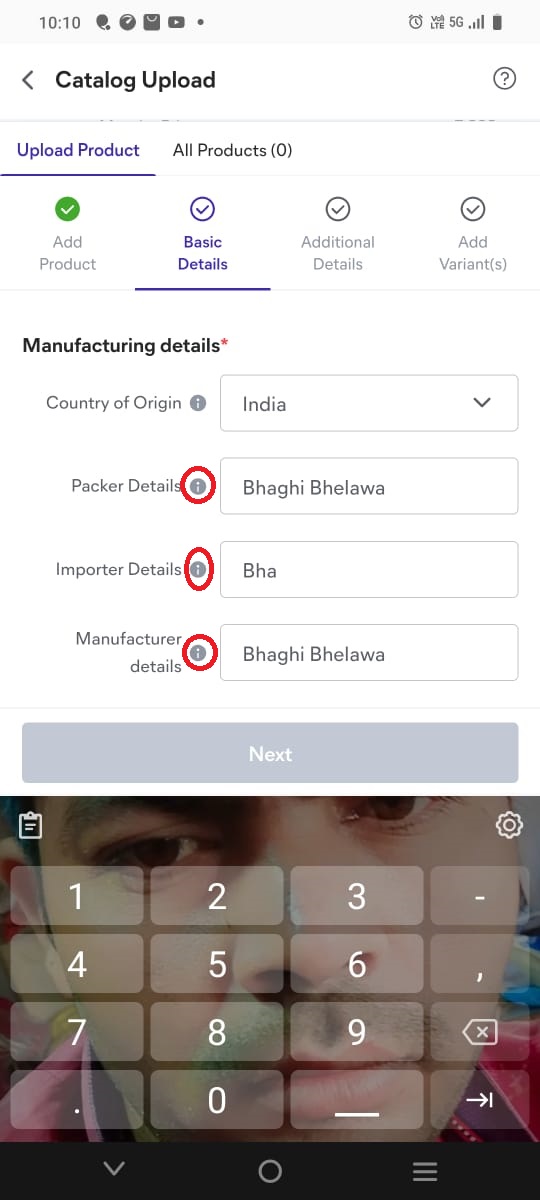 10:10
Vo) LTE 5G
Catalog Upload
Upload Product All Products (0)
Add Product
Basic Details
Additional Details
Add Variant(s)
Manufacturing details*
Country of Origin India
Packer Details Bhaghi Bhelawa
Importer Details Bha
Manufacturer
details Bhaghi Bhelawa
Next
1 2 3 -
4 5 6 ,
7 8 9
. 0